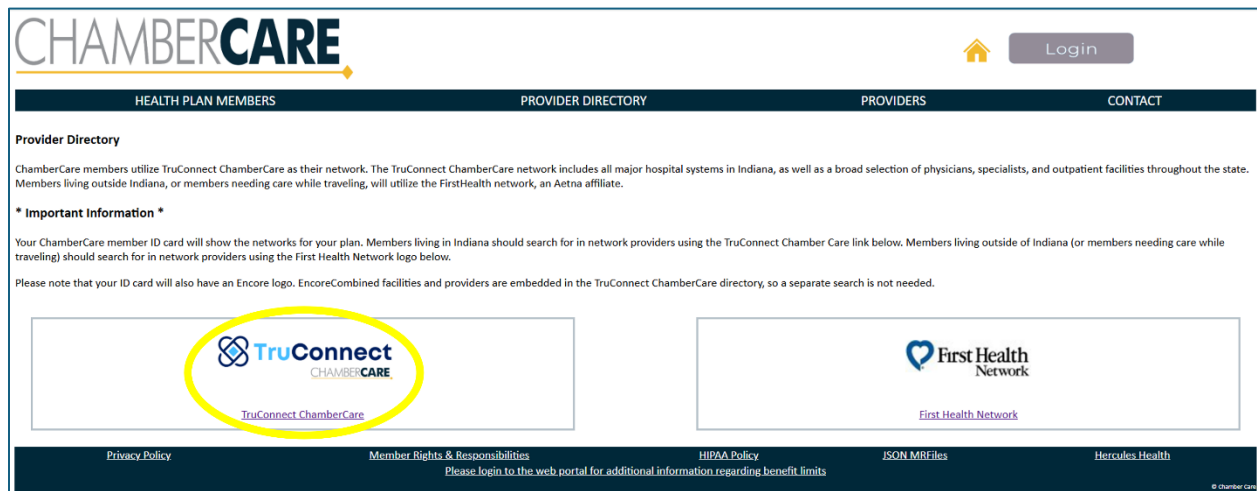 CHAMBERCARE
Login
HEALTH PLAN MEMBERS PROVIDER DIRECTORY PROVIDERS CONTACT
Provider Directory
ChamberCare members utilize TruConnect ChamberCare as their network. The TruConnect ChamberCare network includes all major hospital systems in Indiana, as well as a broad selection of physicians, specialists, and outpatient facilities throughout the state.
Members living outside Indiana, or members needing care while traveling, will utilize the FirstHealth network, an Aetna affiliate.
* Important Information *
Your ChamberCare member ID card will show the networks for your plan. Members living in Indiana should search for in network providers using the TruConnect Chamber Care link below. Members living outside of Indiana (or members needing care while
traveling) should search for in network providers using the First Health Network logo below.
Please note that your ID card will also have an Encore logo. EncoreCombined facilities and providers are embedded in the TruConnect ChamberCare directory, so a separate search is not needed.
TruConnect
CHAMBERCARE
TruConnect ChamberCare
First Health
Network
First Health Network
Privacy Policy Member Rights & Responsibilities HIPAA Policy JSON MRFiles Hercules Health
Please login to the web portal for additional information regarding benefit limits
© Chamber Care